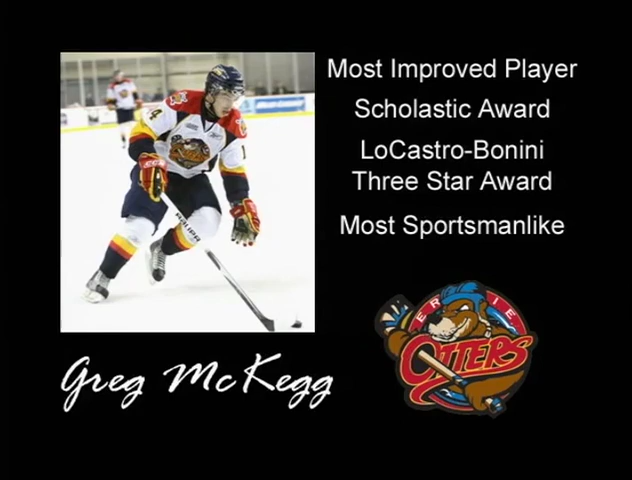 Most Improved Player
Scholastic Award
LoCastro-Bonini
Three Star Award
Most Sportsmanlike
Greg McKegg
ERIE
OTTERS